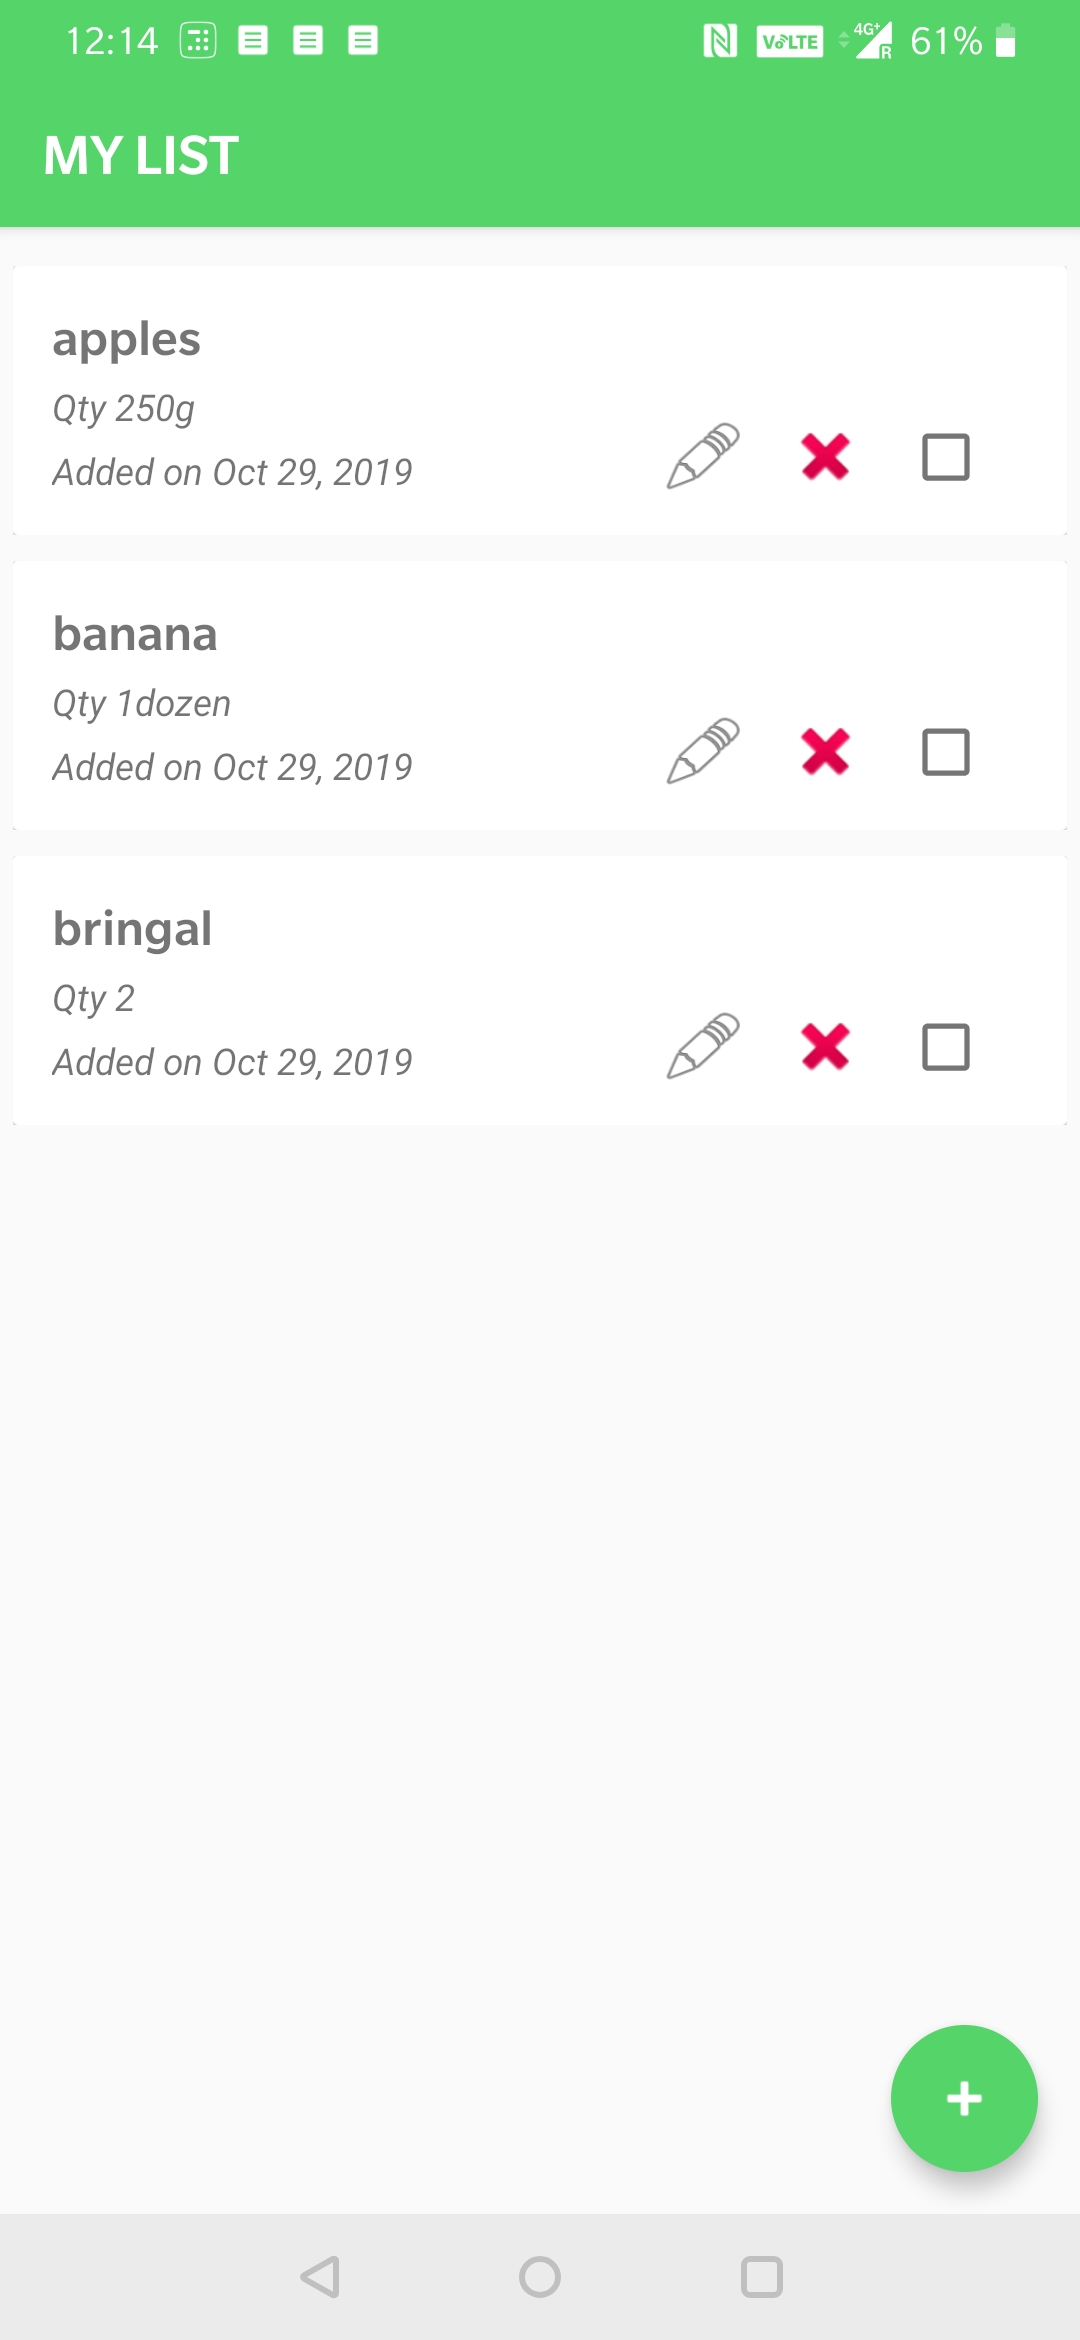 12:14
VoLTE 4G+ R 61%
MY LIST
apples
Qty 250g
Added on Oct 29, 2019
banana
Qty 1dozen
Added on Oct 29, 2019
bringal
Qty 2
Added on Oct 29, 2019